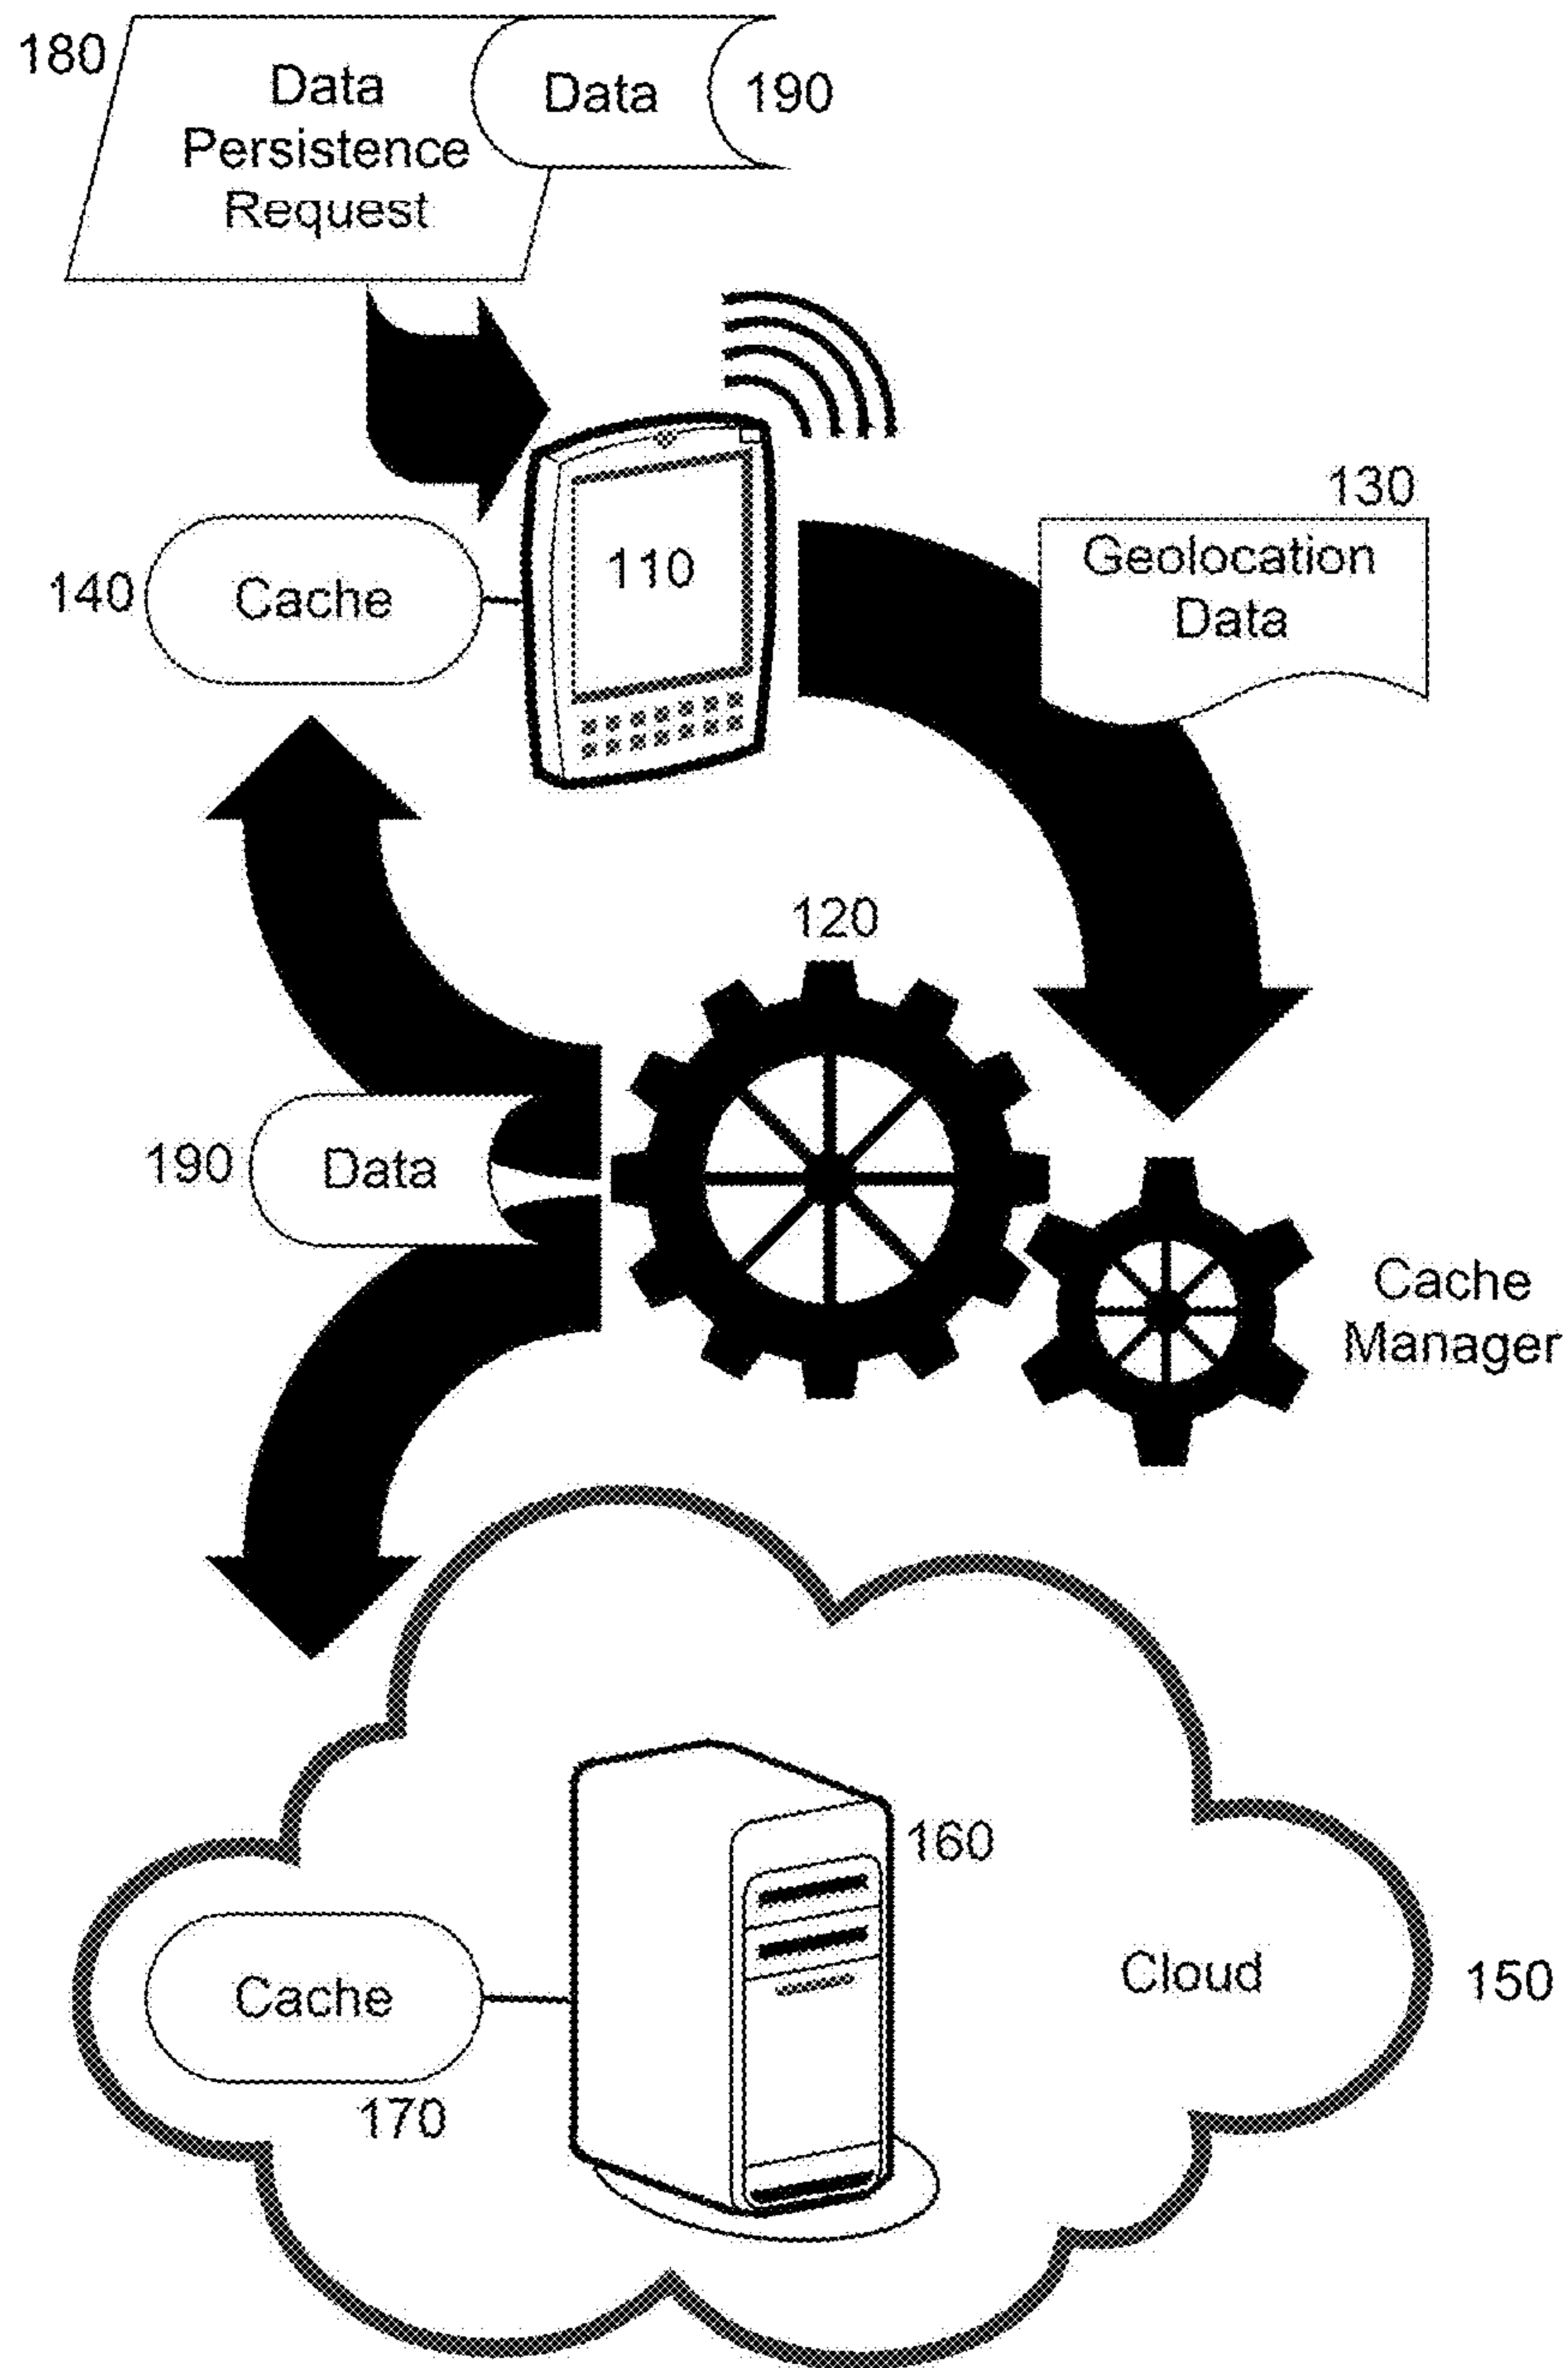 180
Data
Persistence
Request
Data
190
130
Geolocation
Data
110
140
Cache
120
190
Data
Cache
Manager
160
Cloud
150
Cache
170